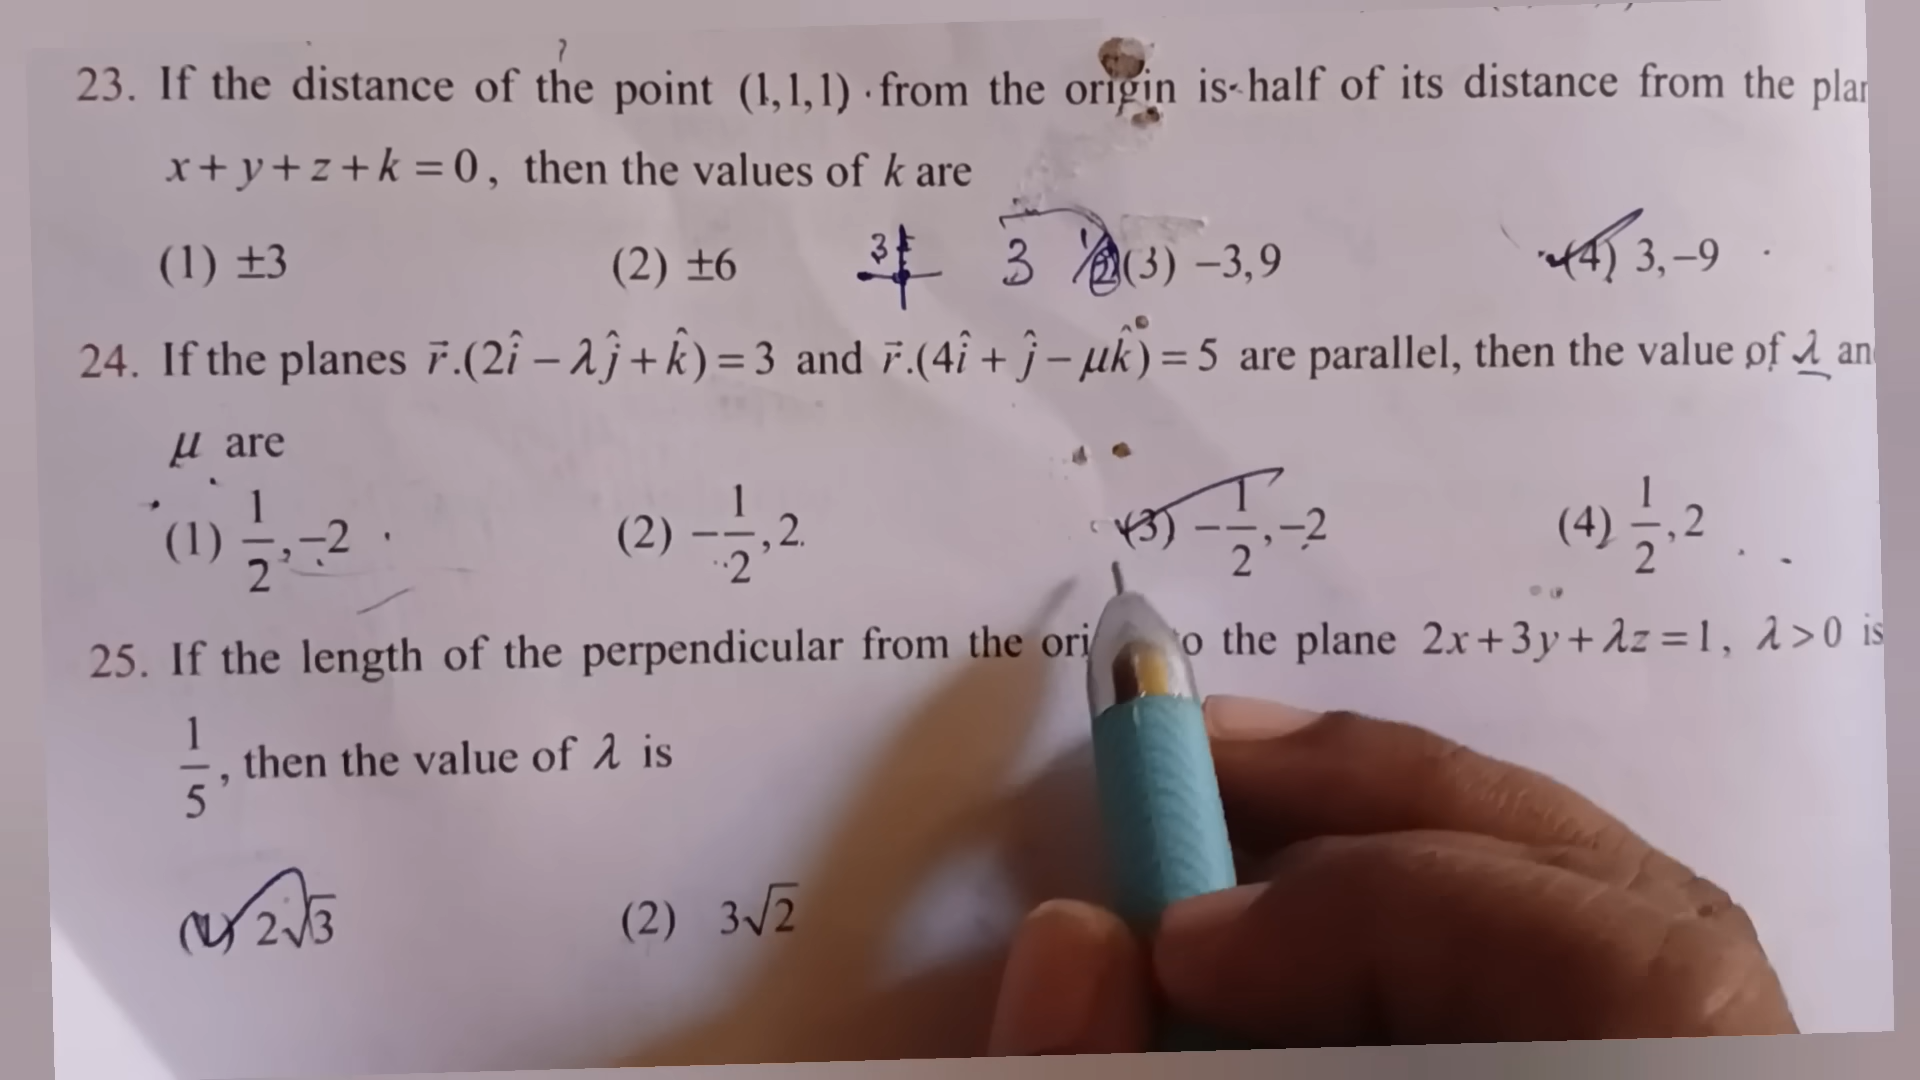 23. If the distance of the point (1,1,1) from the origin is half of its distance from the
x + y + z + k = 0, then the values of k are
(1) ±3 (2) ±6 3 3 (3) −3, 9 (4) 3, −9
24. If the planes r⃗.(2î − λĵ + k̂) = 3 and r⃗.(4î + ĵ − μk̂) = 5 are parallel, then the value of λ
μ are
(1) 1/2, −2 (2) −1/2, 2 (3) −1/2, −2 (4) 1/2, 2
25. If the length of the perpendicular from the the plane 2x + 3y + λz = 1, λ > 0 is
1/5, then the value of λ is
(1) 2√3 (2) 3√2